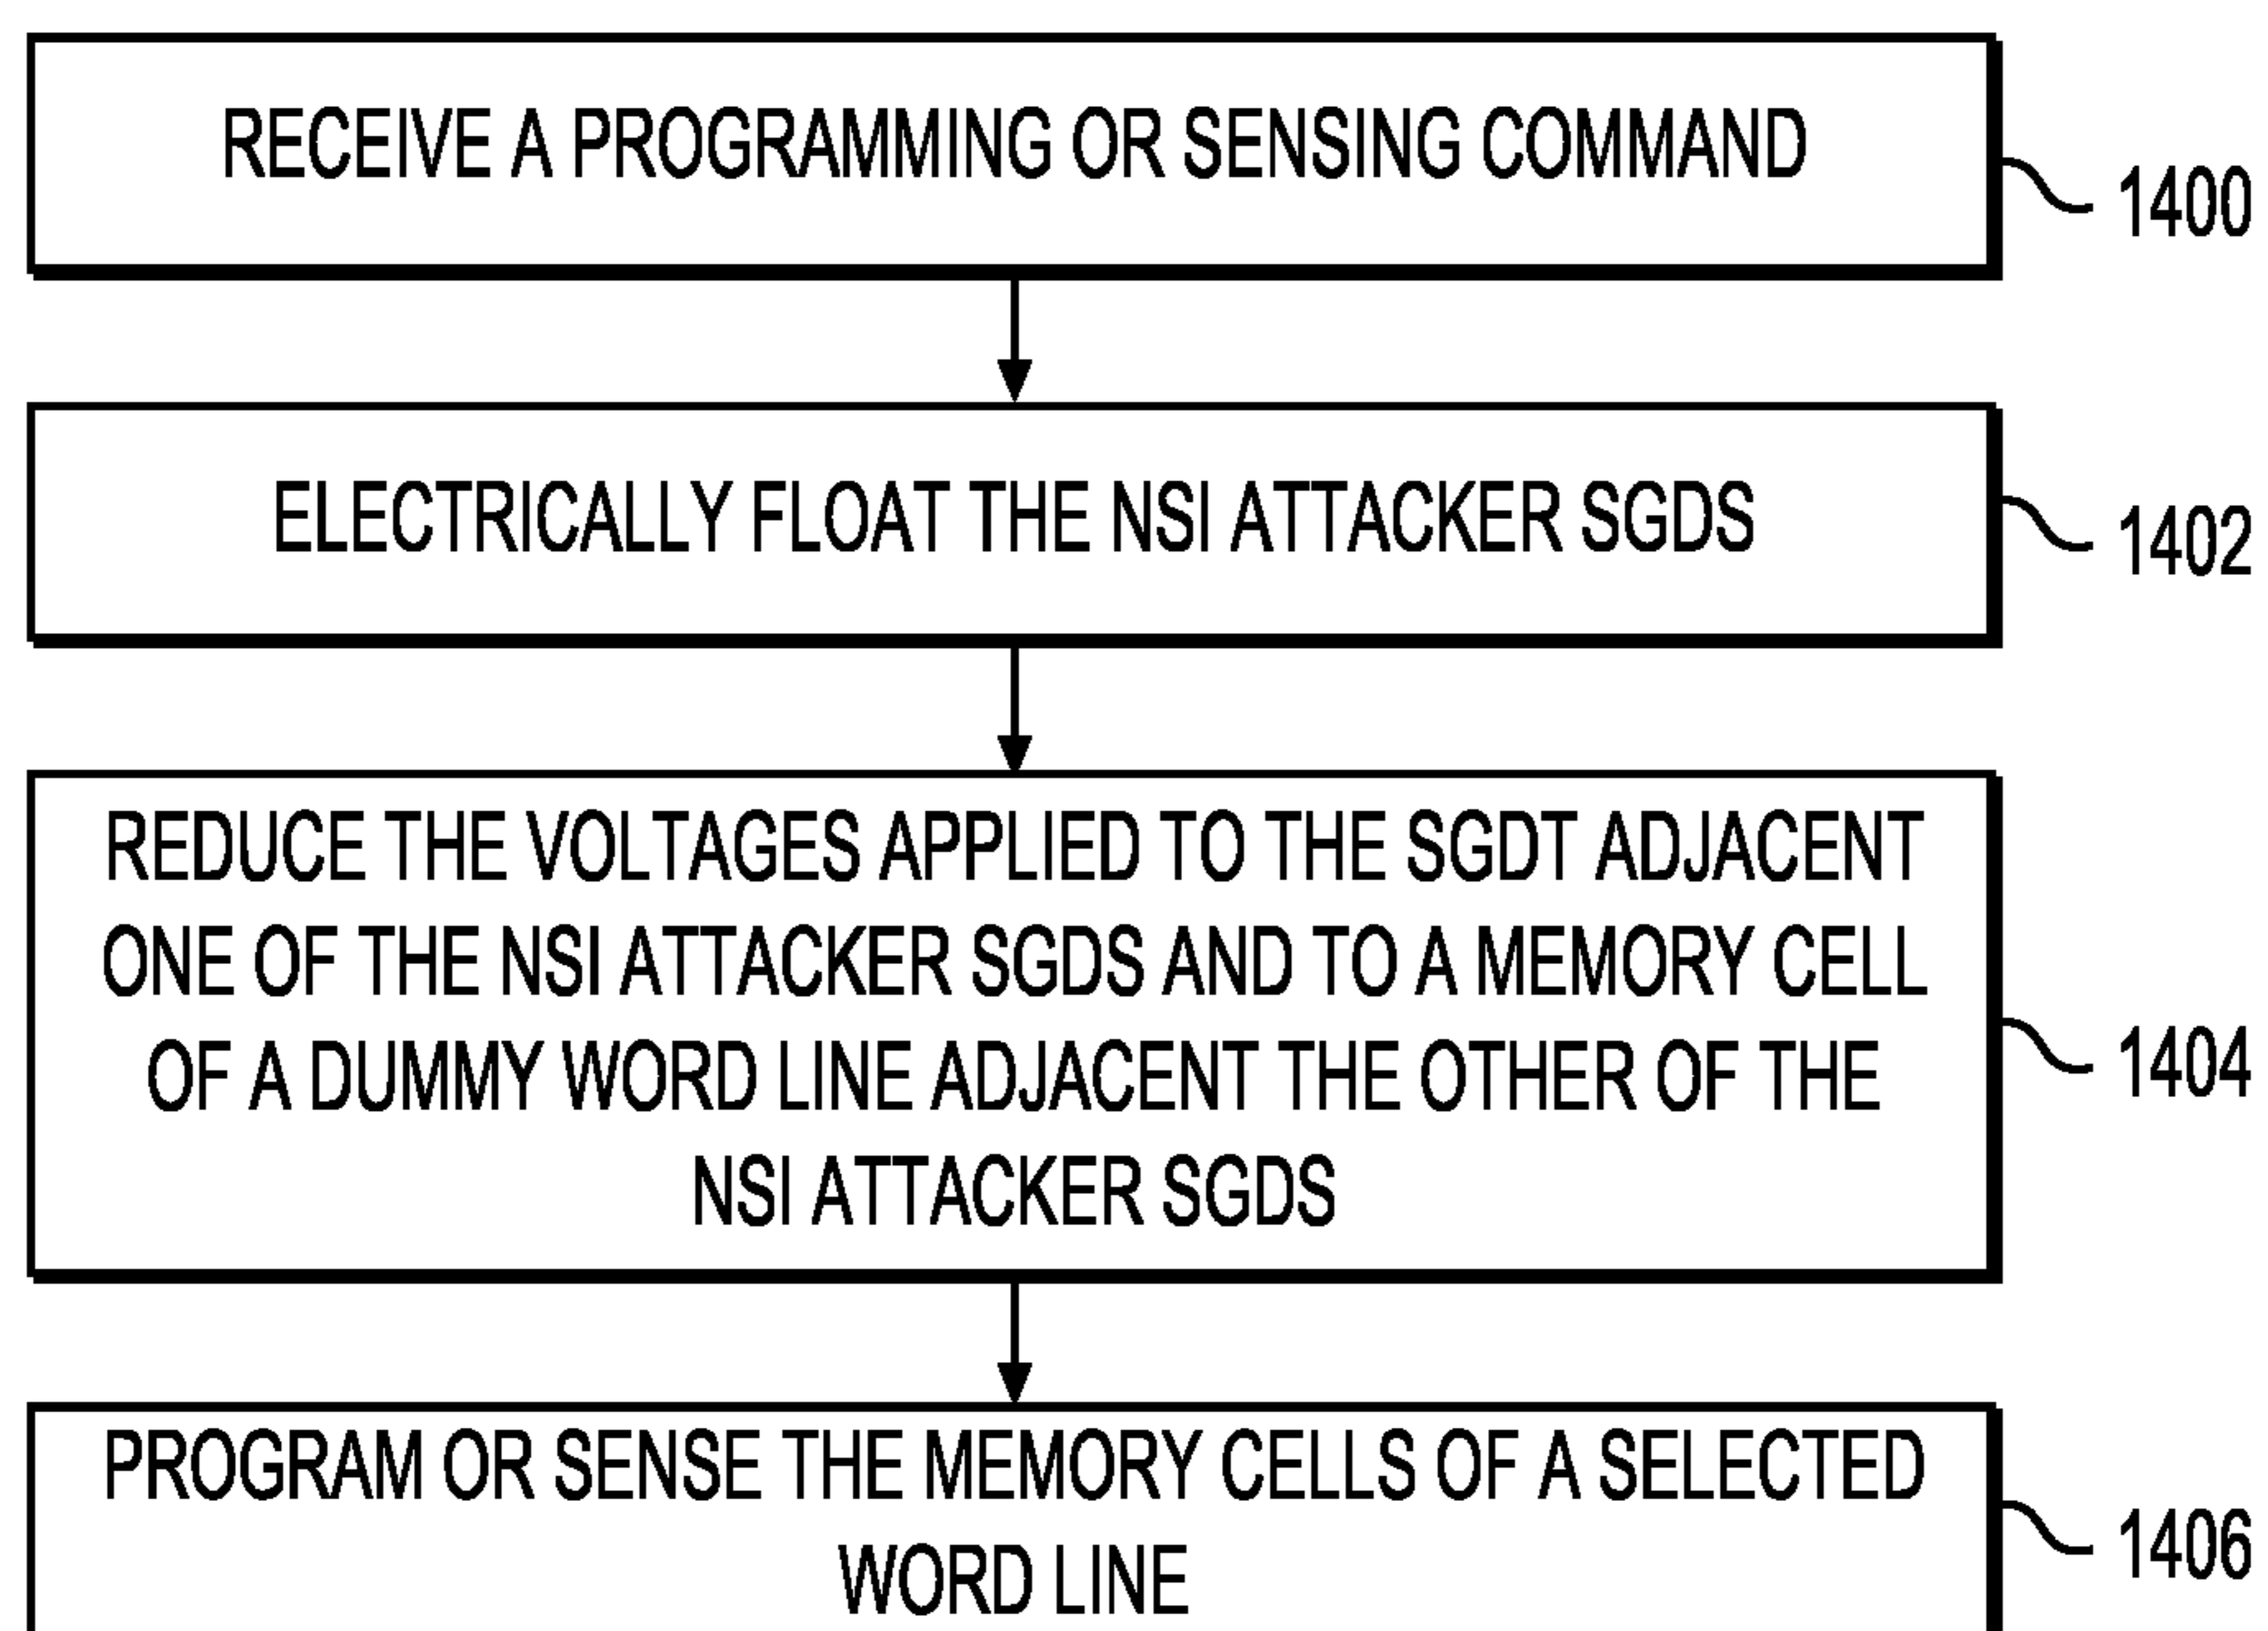 RECEIVE A PROGRAMMING OR SENSING COMMAND
1400
ELECTRICALLY FLOAT THE NSI ATTACKER SGDS
1402
REDUCE THE VOLTAGES APPLIED TO THE SGDT ADJACENT
ONE OF THE NSI ATTACKER SGDS AND TO A MEMORY CELL
OF A DUMMY WORD LINE ADJACENT THE OTHER OF THE
NSI ATTACKER SGDS
1404
PROGRAM OR SENSE THE MEMORY CELLS OF A SELECTED
WORD LINE
1406